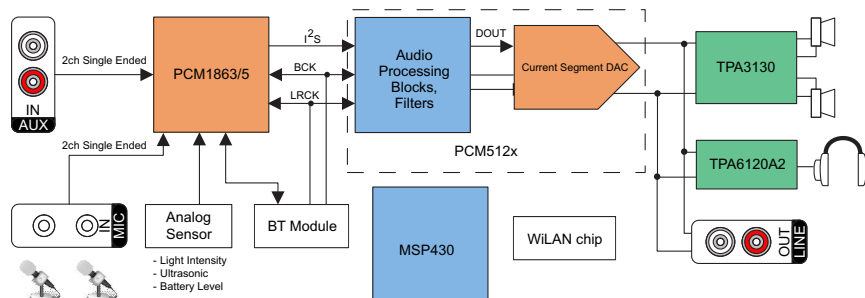 IN
AUX
2ch Single Ended
PCM1863/5
I2S
BCK
LRCK
Audio
Processing
Blocks,
Filters
DOUT
Current Segment DAC
PCM512x
TPA3130
TPA6120A2
2ch Single Ended
IN
MIC
Analog
Sensor
- Light Intensity
- Ultrasonic
- Battery Level
BT Module
MSP430
WiLAN chip
OUT
LINE